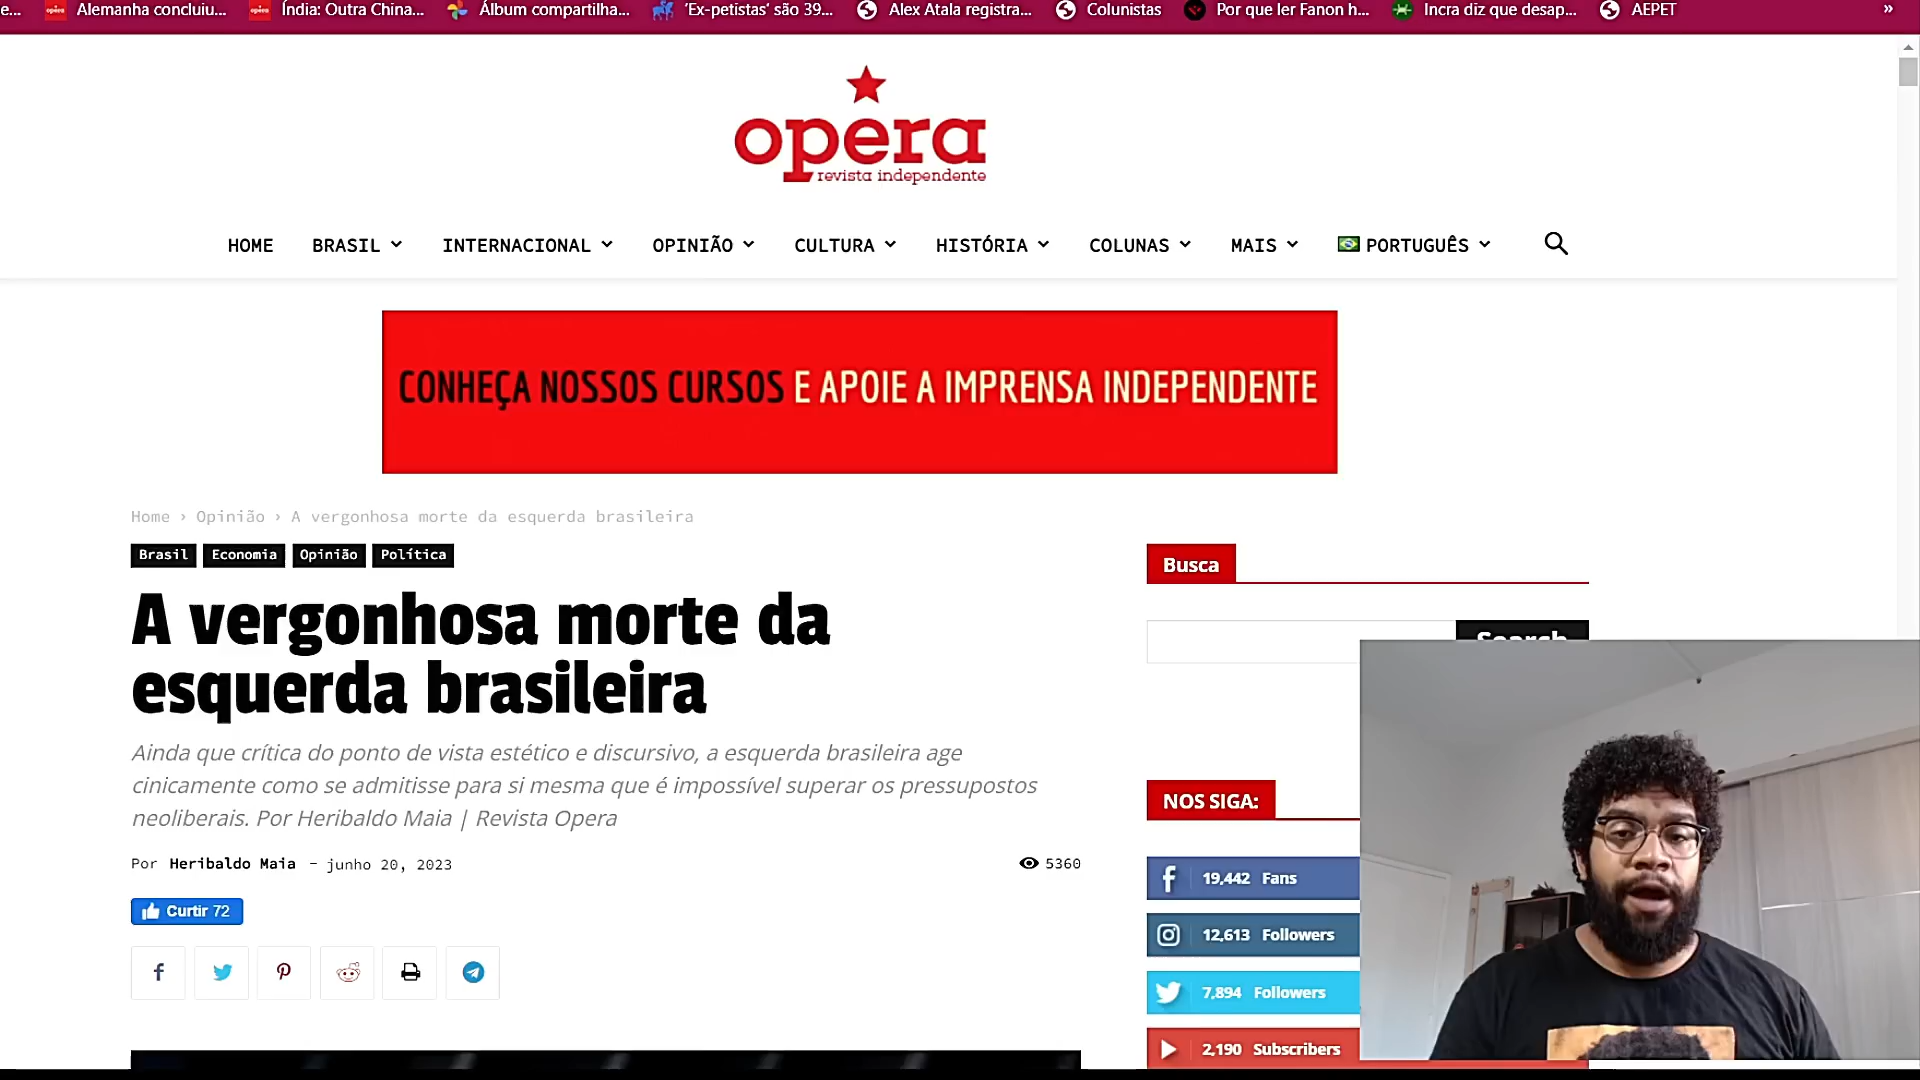 e...
Alemanha concluiu...
Índia: Outra China...
Álbum compartilha...
'Ex-petistas' são 39...
Alex Atala registra...
Colunistas
Por que ler Fanon h...
Incra diz que desap...
AEPET
»
opera
revista independente
HOME
BRASIL
INTERNACIONAL
OPINIÃO
CULTURA
HISTÓRIA
COLUNAS
MAIS
PORTUGUÊS
CONHEÇA NOSSOS CURSOS E APOIE A IMPRENSA INDEPENDENTE
Home › Opinião › A vergonhosa morte da esquerda brasileira
Brasil
Economia
Opinião
Política
A vergonhosa morte da
esquerda brasileira
Ainda que crítica do ponto de vista estético e discursivo, a esquerda brasileira age
cinicamente como se admitisse para si mesma que é impossível superar os pressupostos
neoliberais. Por Heribaldo Maia | Revista Opera
Por Heribaldo Maia - junho 20, 2023
5360
Curtir 72
Busca
Search
NOS SIGA:
19,442 Fans
12,613 Followers
7,894 Followers
2,190 Subscribers